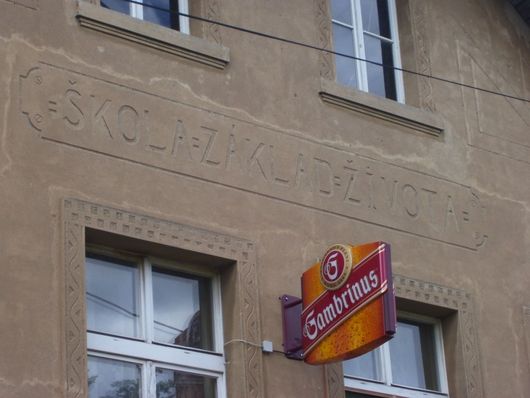 =ŠKOLA=ZÁKLAD=ŽIVOTA=
G
Gambrinus